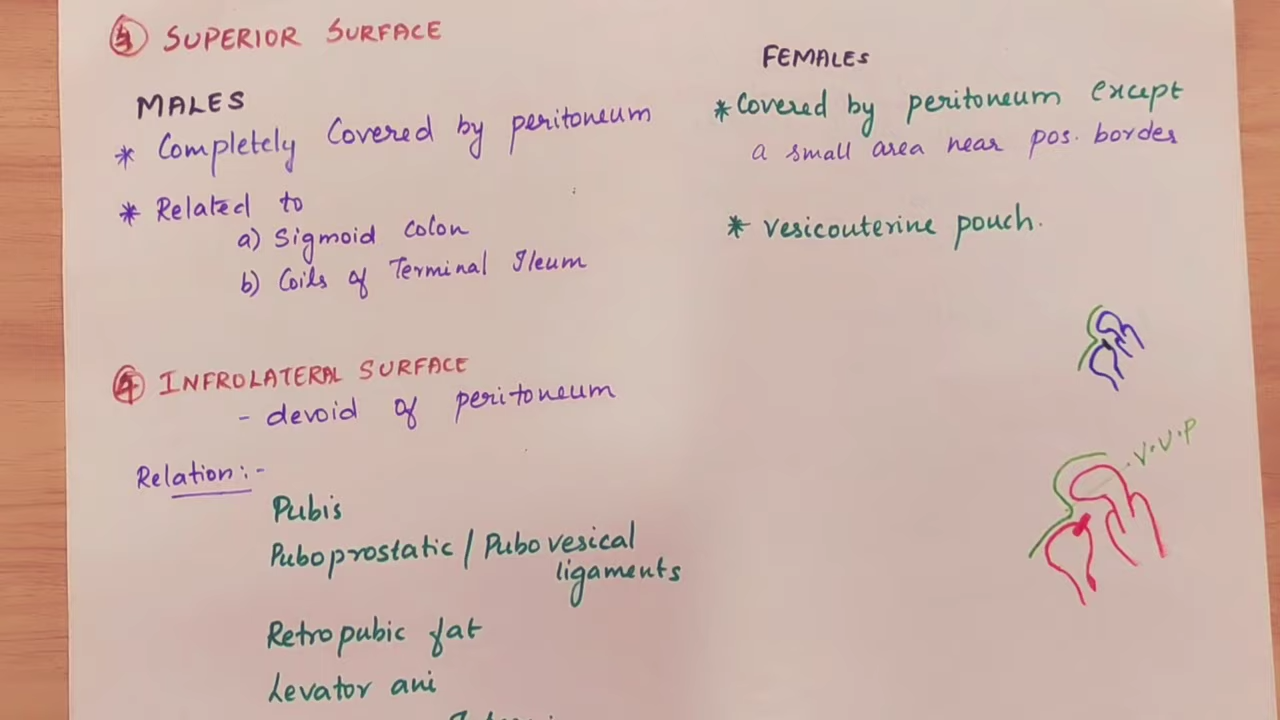 3 SUPERIOR SURFACE
MALES
* Completely Covered by peritoneum
* Related to
a) Sigmoid colon
b) Coils of Terminal Ileum
FEMALEs
* Covered by peritoneum except
a small area near pos. border
* vesicouterine pouch.
4 INFROLATERAL SURFACE
- devoid of peritoneum
Relation:-
Pubis
Puboprostatic / Pubovesical
ligaments
Retropubic fat
Levator ani
V.U.P